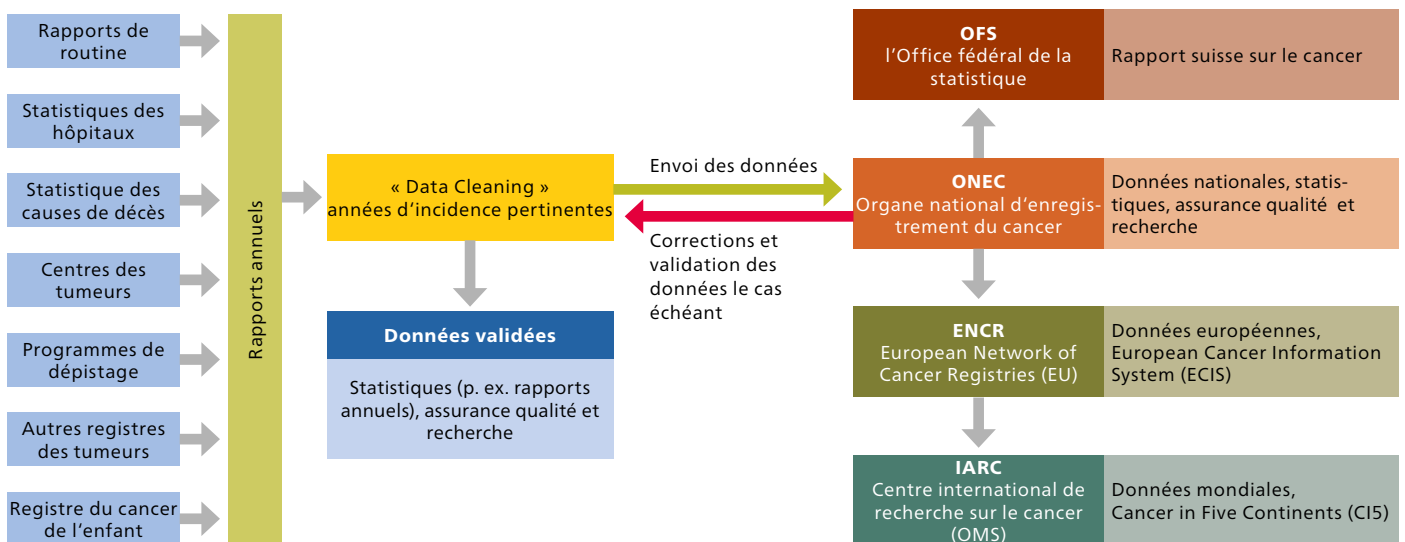 Rapports de
routine
Statistiques des
hôpitaux
Statistique des
causes de décès
Centres des
tumeurs
Programmes de
dépistage
Autres registres
des tumeurs
Registre du cancer
de l’enfant
Rapports annuels
« Data Cleaning »
années d’incidence pertinentes
Données validées
Statistiques (p. ex. rapports
annuels), assurance qualité et
recherche
Envoi des données
Corrections et
validation des
données le cas
échéant
OFS
l’Office fédéral de la
statistique
Rapport suisse sur le cancer
ONEC
Organe national d‘enregis-
trement du cancer
Données nationales, statis-
tiques, assurance qualité et
recherche
ENCR
European Network of
Cancer Registries (EU)
Données européennes,
European Cancer Information
System (ECIS)
IARC
Centre international de
recherche sur le cancer
(OMS)
Données mondiales,
Cancer in Five Continents (CI5)